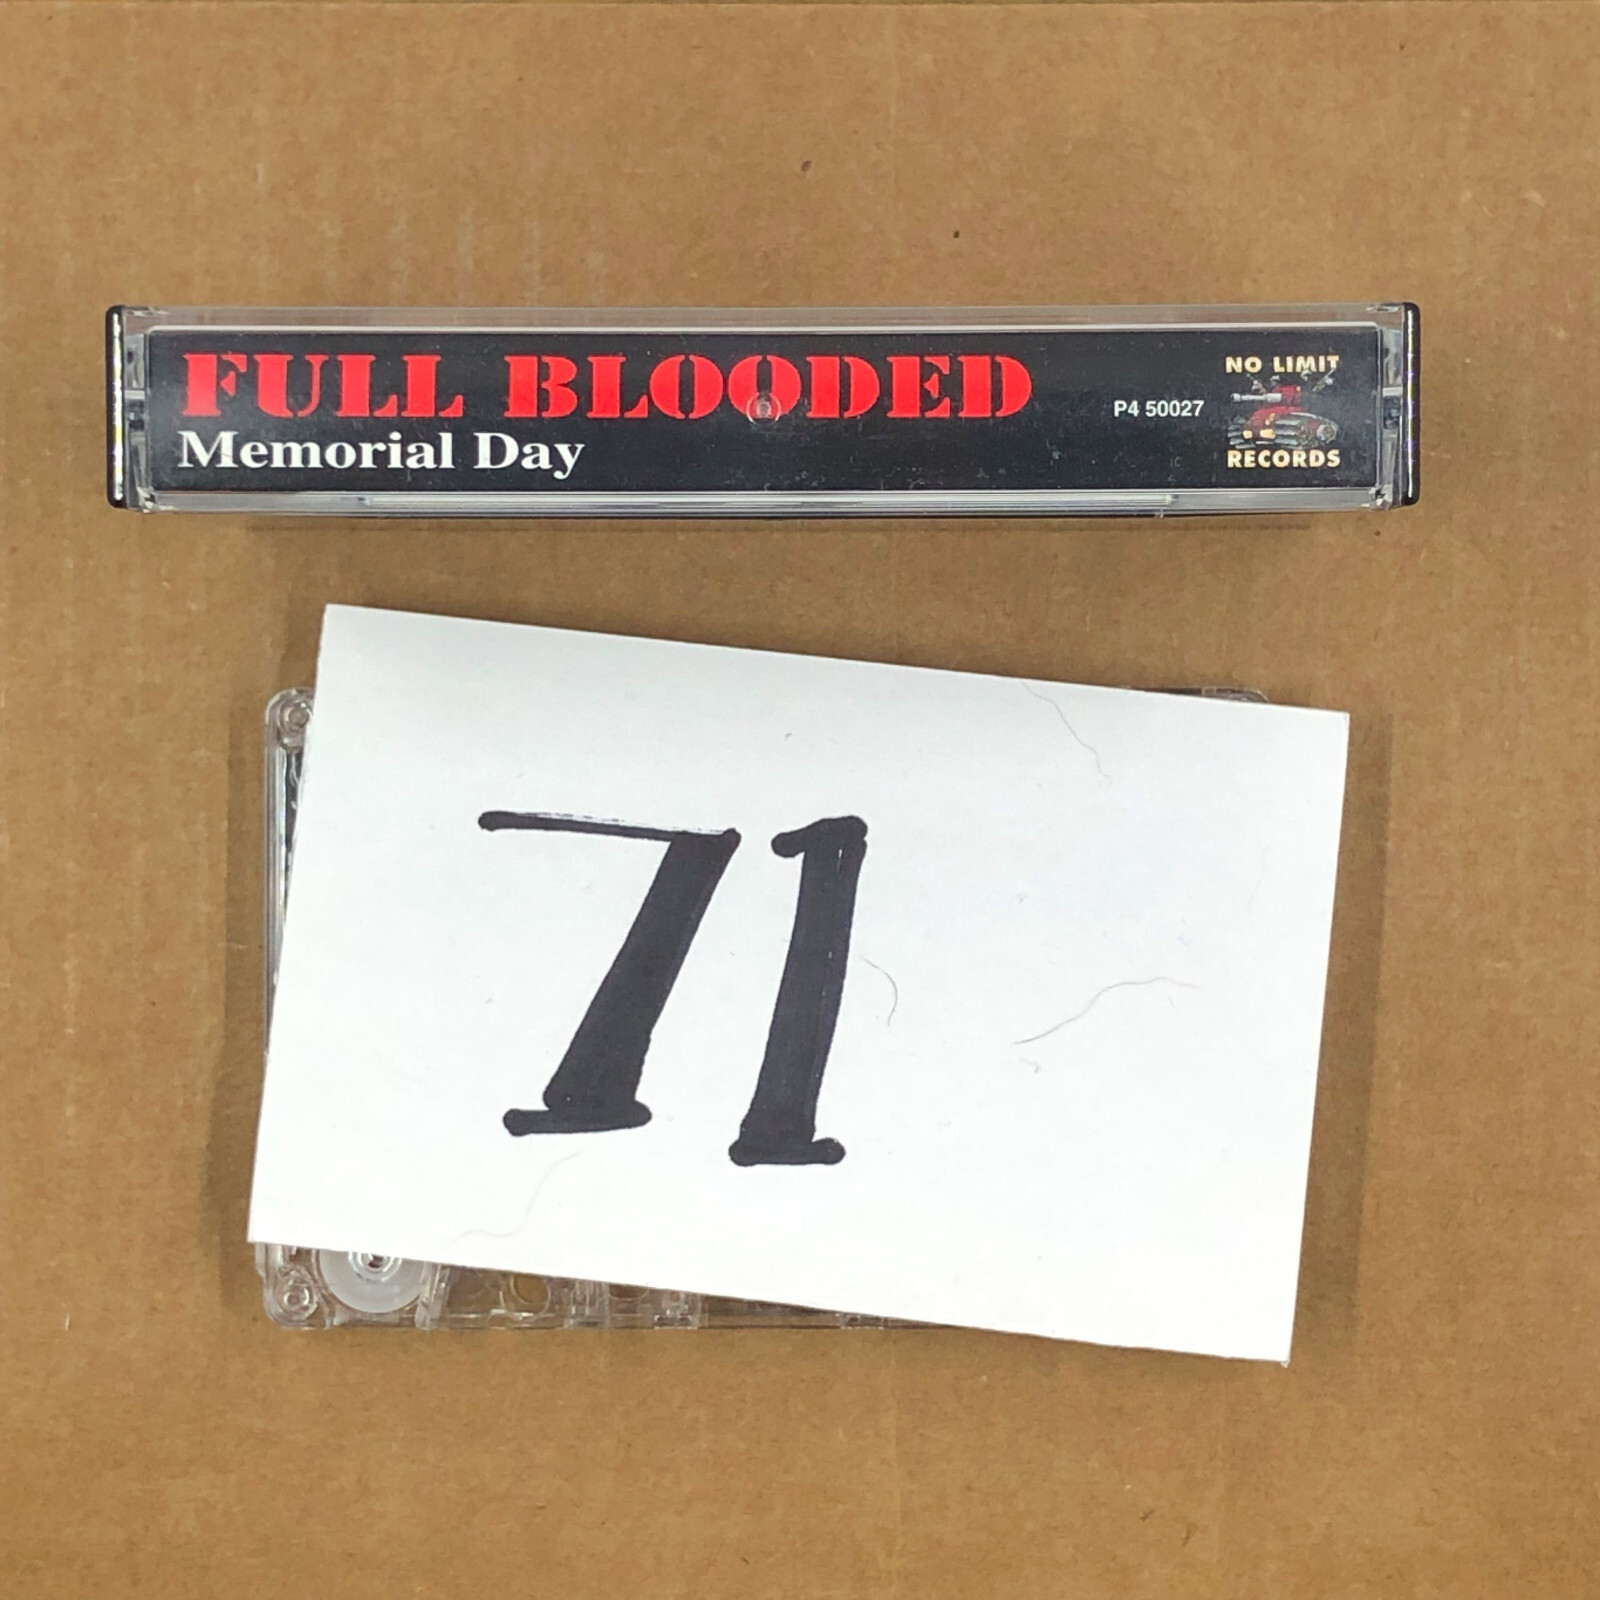 FULL BLOODED
Memorial Day
P4 50027
NO LIMIT
RECORDS
71